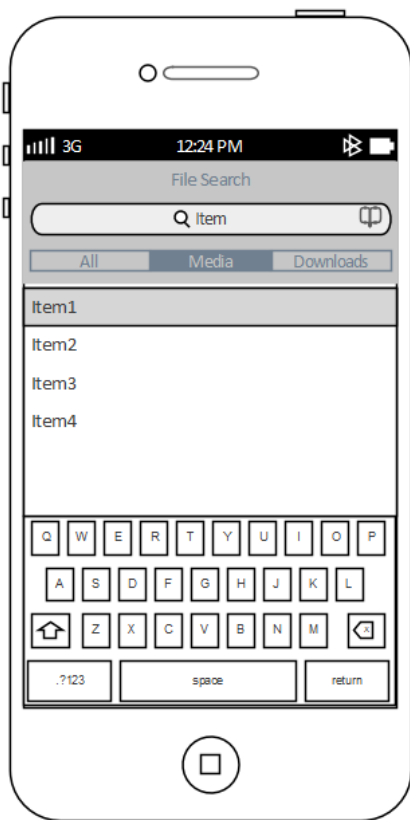 3G 12:24 PM
File Search
Item
All Media Downloads
Item1
Item2
Item3
Item4
Q W E R T Y U I O P
A S D F G H J K L
Z X C V B N M X
.?123 space return